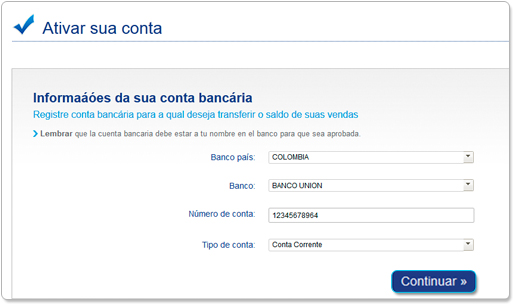 Ativar sua conta
Informaáóes da sua conta bancária
Registre conta bancária para a qual deseja transferir o saldo de suas vendas
Lembrar que la cuenta bancaria debe estar a tu nombre en el banco para que sea aprobada.
Banco país: COLOMBIA
Banco: BANCO UNION
Número de conta: 12345678964
Tipo de conta: Conta Corrente
Continuar »